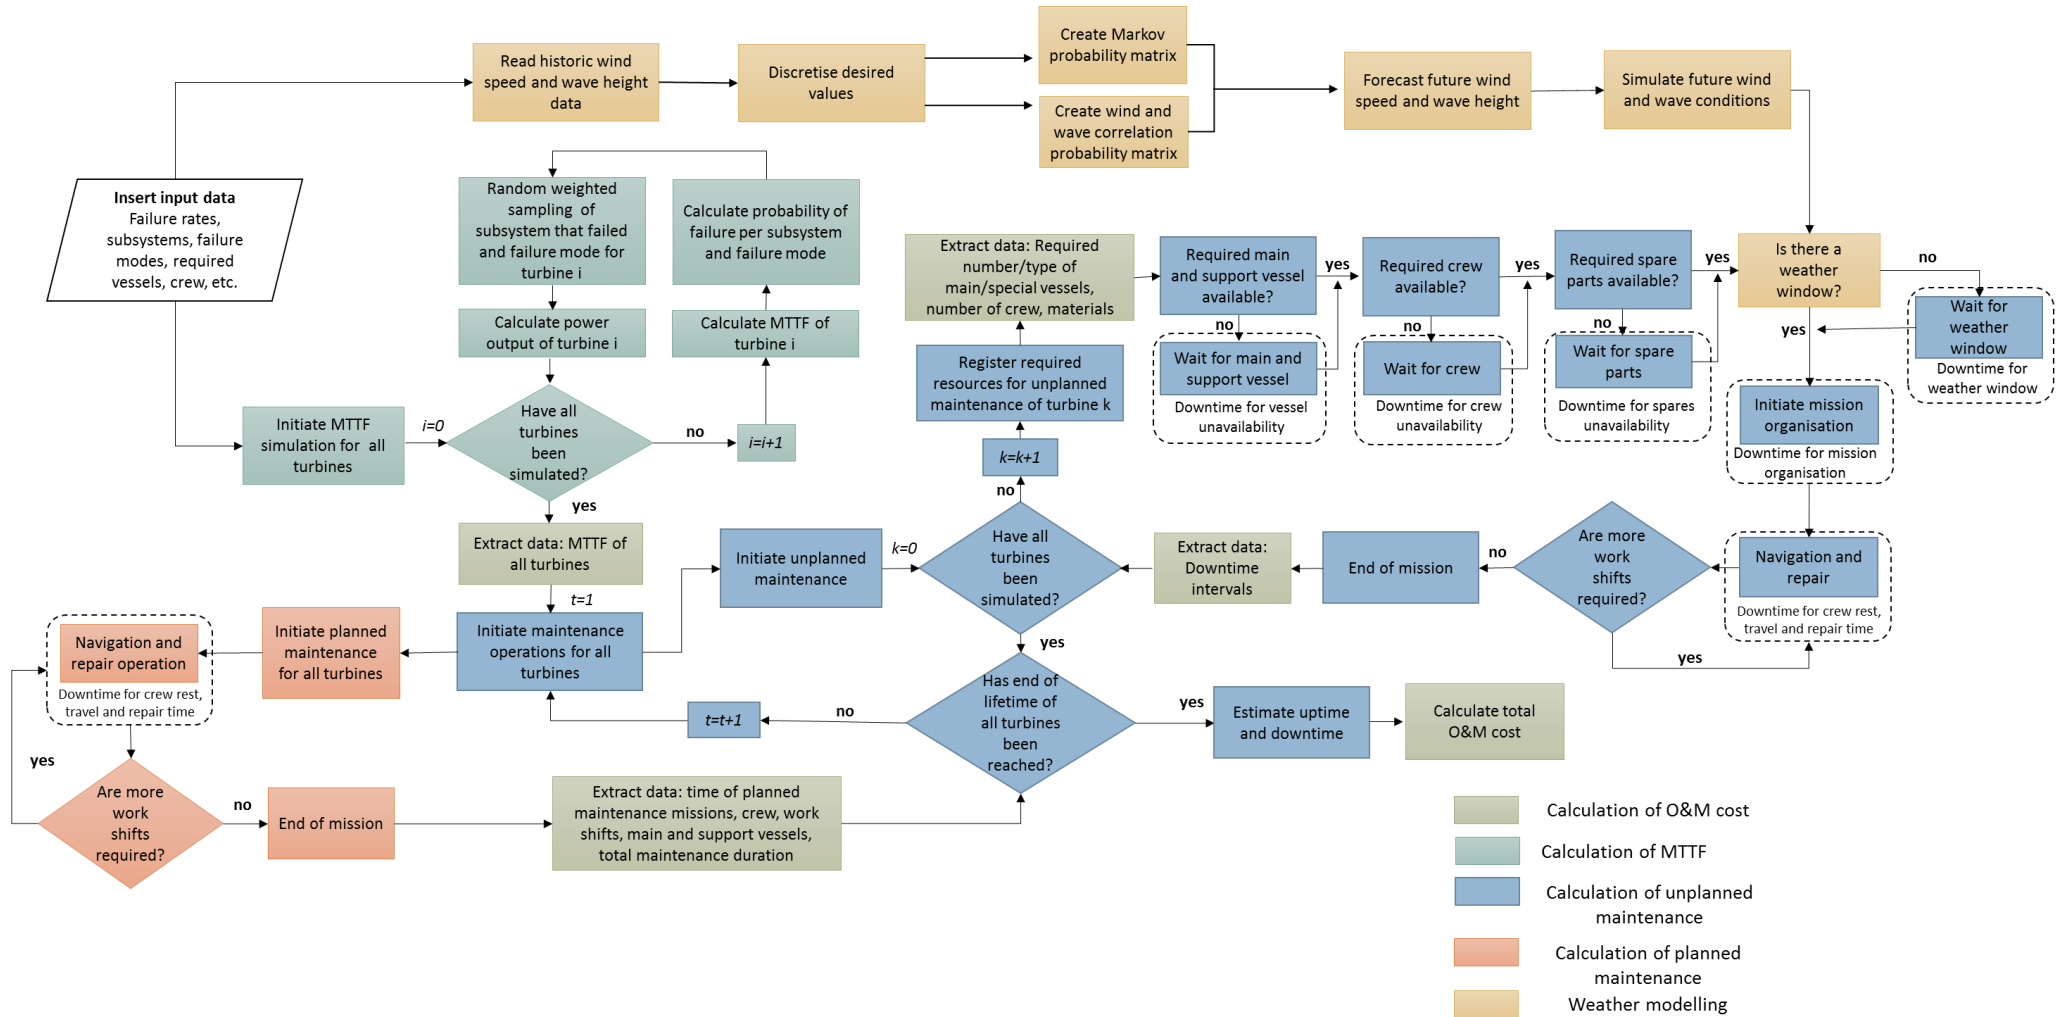 Read historic wind
speed and wave height
data
Discretise desired
values
Create Markov
probability matrix
Create wind and
wave correlation
probability matrix
Forecast future wind
speed and wave height
Simulate future wind
and wave conditions
Insert input data
Failure rates,
subsystems, failure
modes, required
vessels, crew, etc.
Random weighted
sampling of
subsystem that failed
and failure mode for
turbine i
Calculate probability of
failure per subsystem
and failure mode
Calculate power
output of turbine i
Calculate MTTF of
turbine i
Initiate MTTF
simulation for all
turbines
i=0
Have all
turbines
been
simulated?
no
i=i+1
yes
Extract data: MTTF of
all turbines
t=1
Extract data: Required
number/type of
main/special vessels,
number of crew, materials
Required main
and support vessel
available?
yes
Required crew
available?
yes
Required spare
parts available?
yes
Is there a
weather
window?
no
no
Wait for main and
support vessel
Downtime for vessel
unavailability
no
Wait for crew
Downtime for crew
unavailability
no
Wait for spare
parts
Downtime for spares
unavailability
yes
Wait for
weather
window
Downtime for
weather window
Register required
resources for unplanned
maintenance of turbine k
k=k+1
no
Initiate mission
organisation
Downtime for mission
organisation
Initiate unplanned
maintenance
k=0
Have all
turbines
been
simulated?
Extract data:
Downtime
intervals
End of mission
no
Are more
work
shifts
required?
Navigation and
repair
Downtime for crew rest,
travel and repair time
yes
yes
Navigation and
repair operation
Downtime for crew rest,
travel and repair time
Initiate planned
maintenance
for all turbines
Initiate maintenance
operations for all
turbines
t=t+1
no
Has end of
lifetime of
all turbines
been
reached?
yes
Estimate uptime
and downtime
Calculate total
O&M cost
yes
Are more
work
shifts
required?
no
End of mission
Extract data: time of planned
maintenance missions, crew, work
shifts, main and support vessels,
total maintenance duration
Calculation of O&M cost
Calculation of MTTF
Calculation of unplanned
maintenance
Calculation of planned
maintenance
Weather modelling